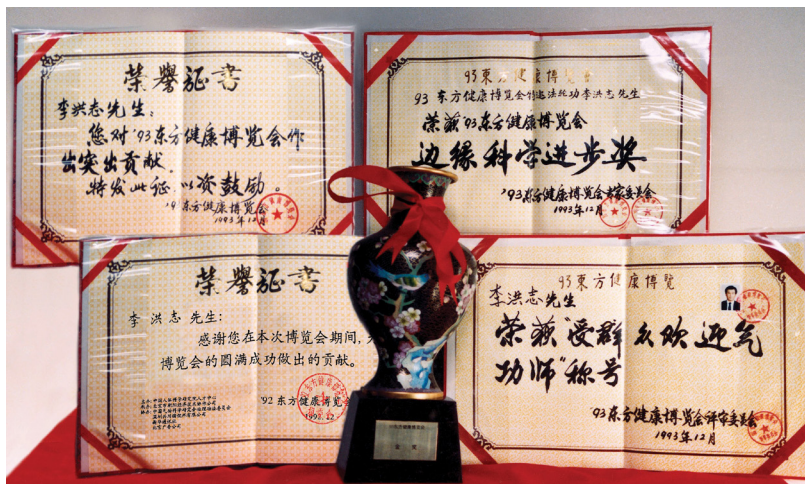 荣誉证书
李洪志先生：
您对'93东方健康博览会作
出突出贡献.
特发此证.以资鼓励。
东方健康博览会
1993年12月
93東方健康博览會
93东方健康博览会
法轮功李洪志先生
荣获'93东方健康博览会
边缘科学进步奖
'93东方健康博览会专家委员会
1993年12月
荣誉证书
李洪志先生:
感谢您在本次博览会期间,
博览会的圆满成功做出的贡献。
'92东方健康博览会
1992.12
93東方健康博覽
李洪志先生
荣获"受群众欢迎气
功师"称号
'93东方健康博览会评审委员会
1993年12月